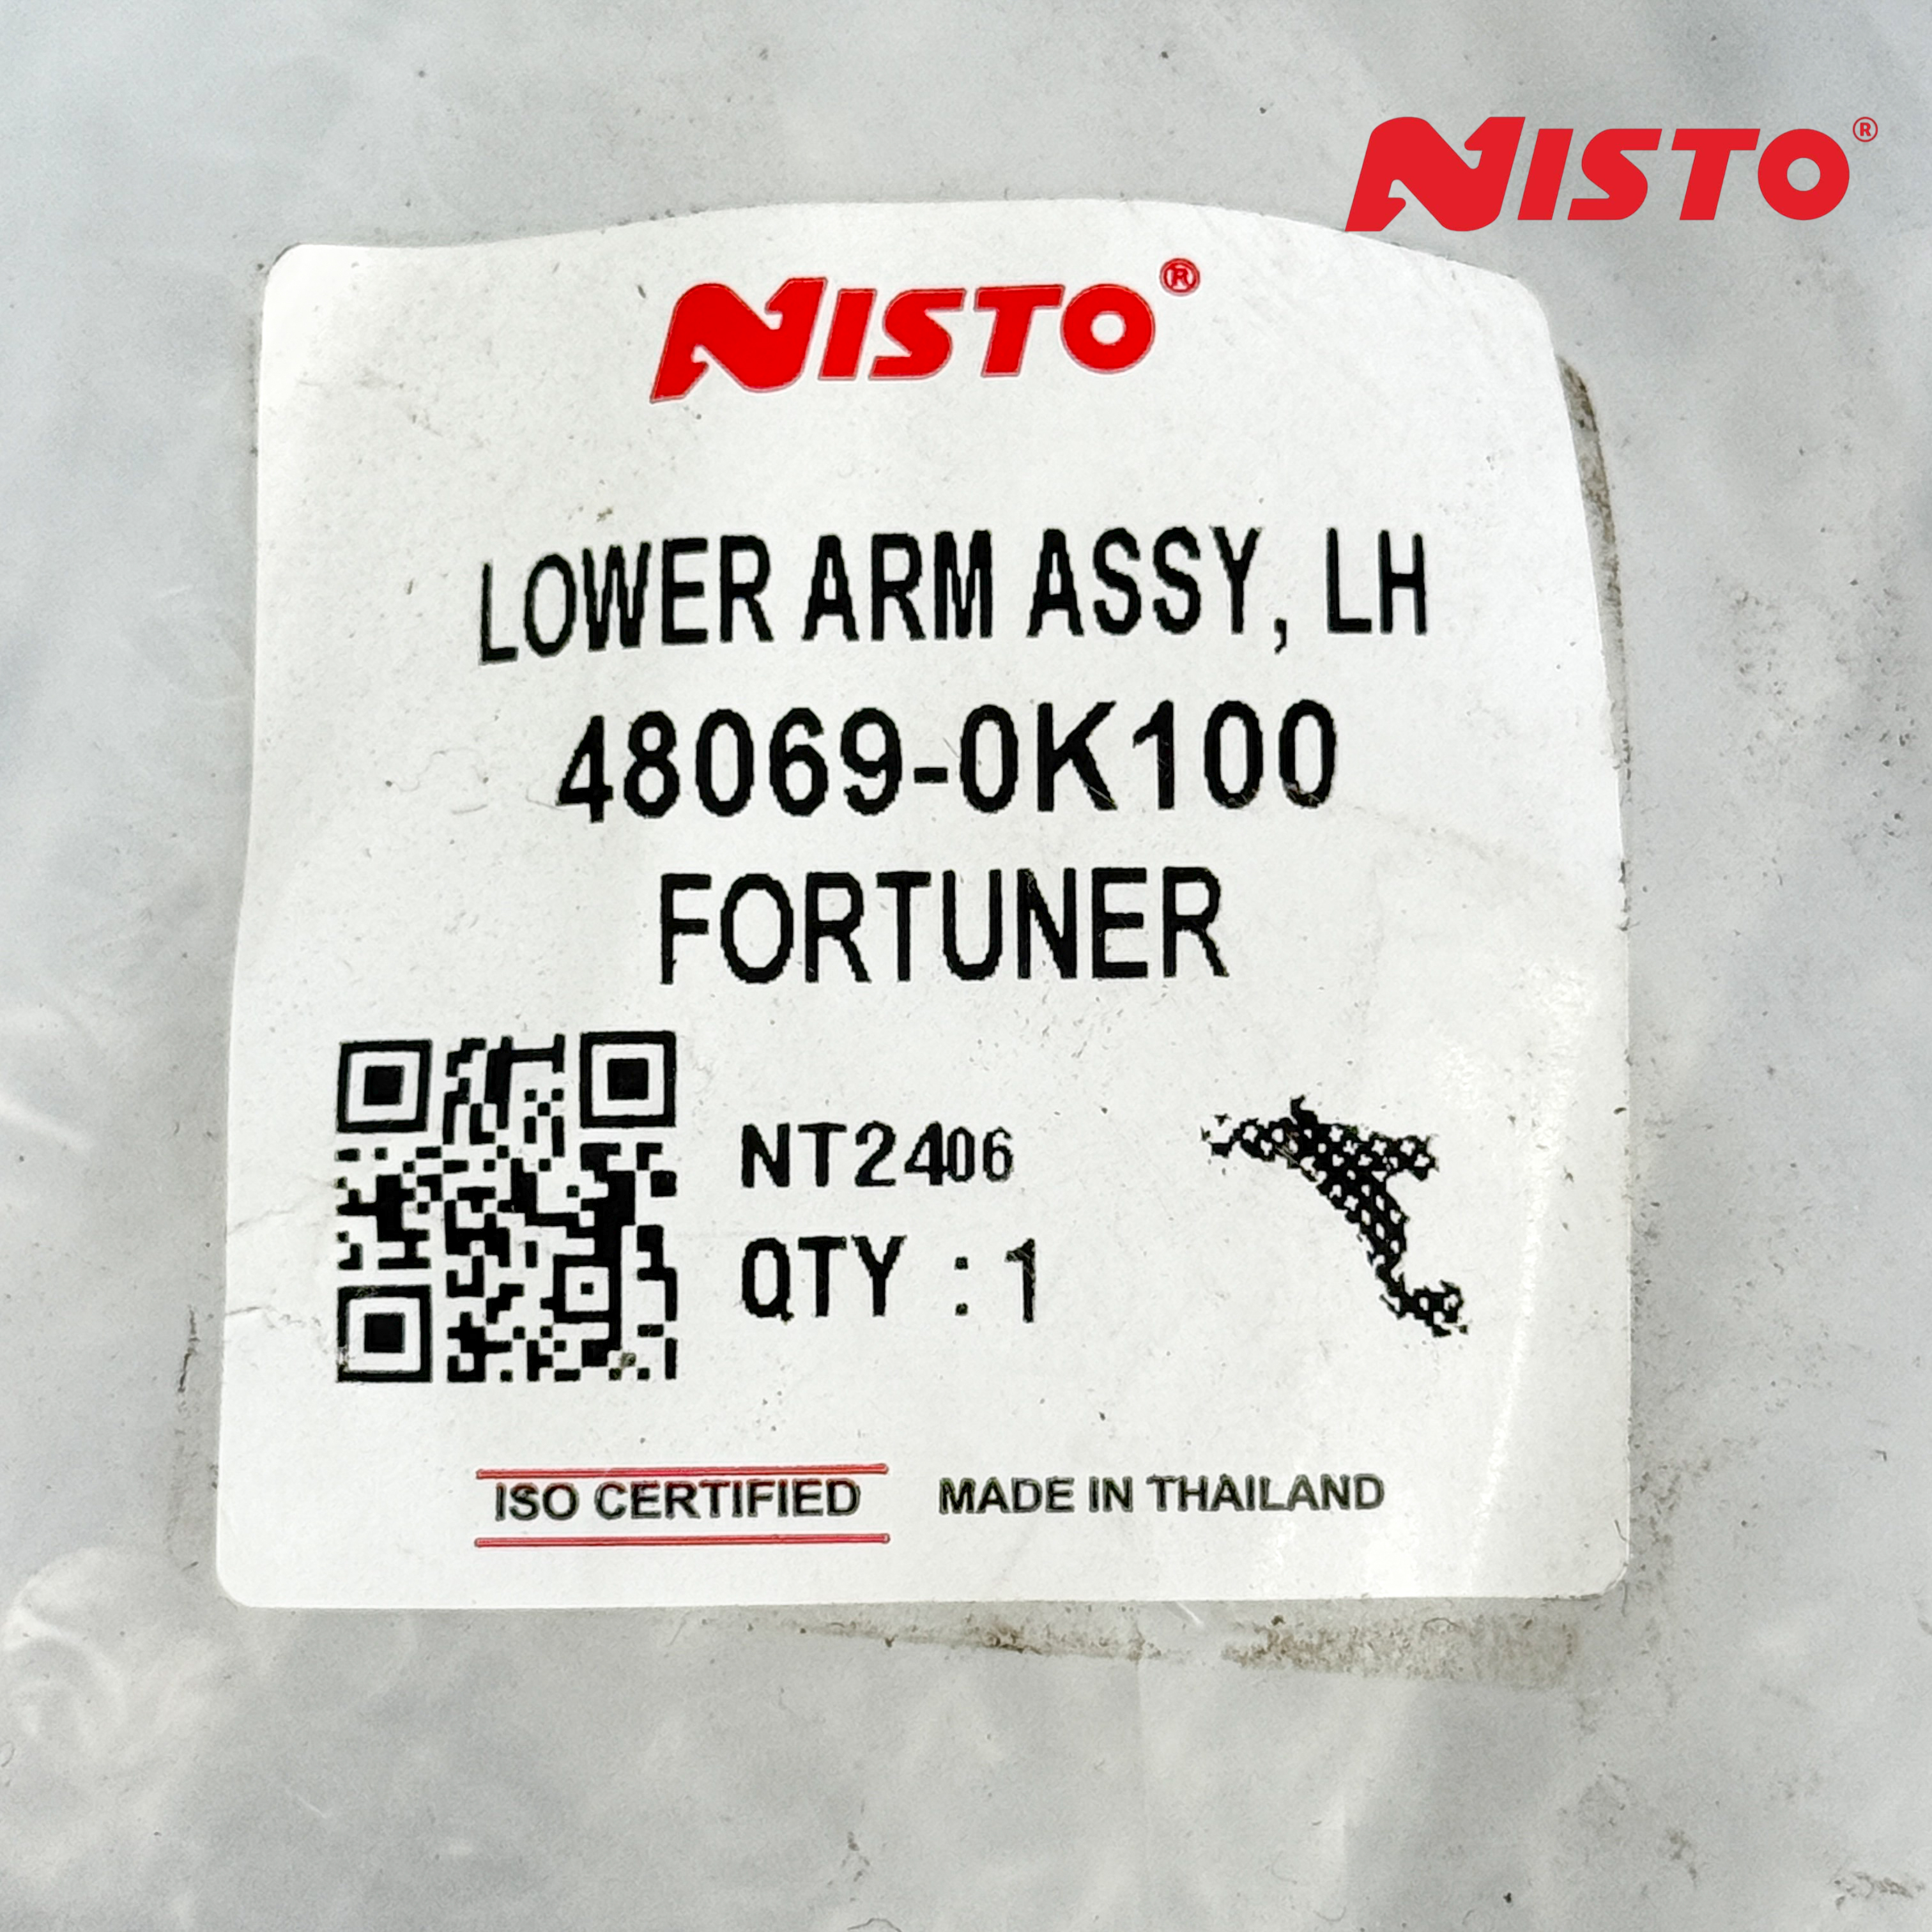 NISTO®
NISTO®
LOWER ARM ASSY, LH
48069-0K100
FORTUNER
NT2406
QTY : 1
ISO CERTIFIED MADE IN THAILAND